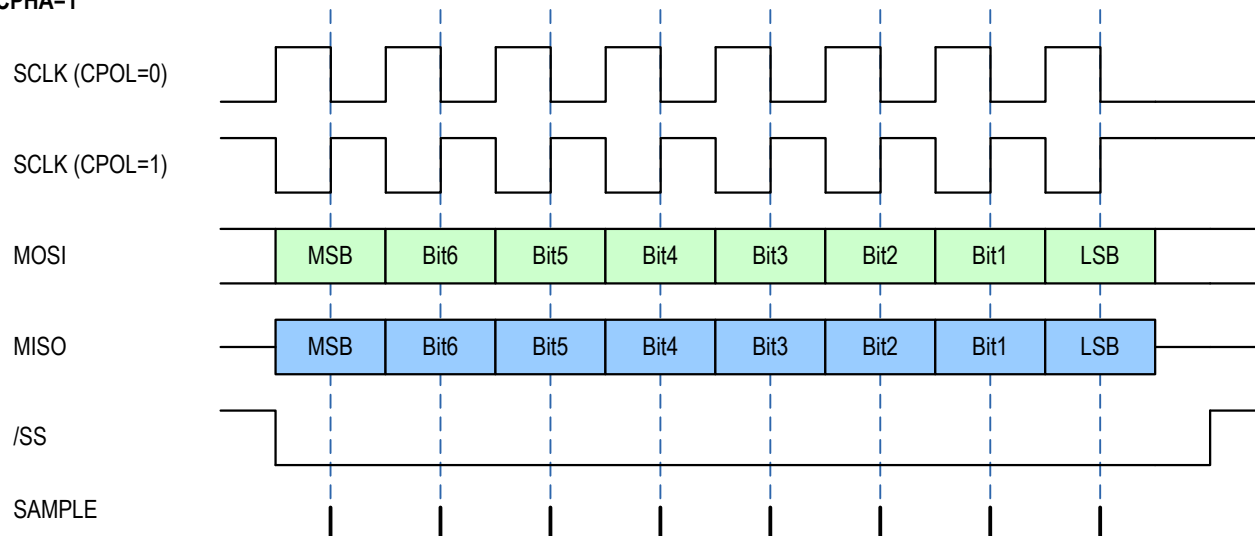 CPHA=1
SCLK (CPOL=0)
SCLK (CPOL=1)
MOSI MSB Bit6 Bit5 Bit4 Bit3 Bit2 Bit1 LSB
MISO MSB Bit6 Bit5 Bit4 Bit3 Bit2 Bit1 LSB
/SS
SAMPLE